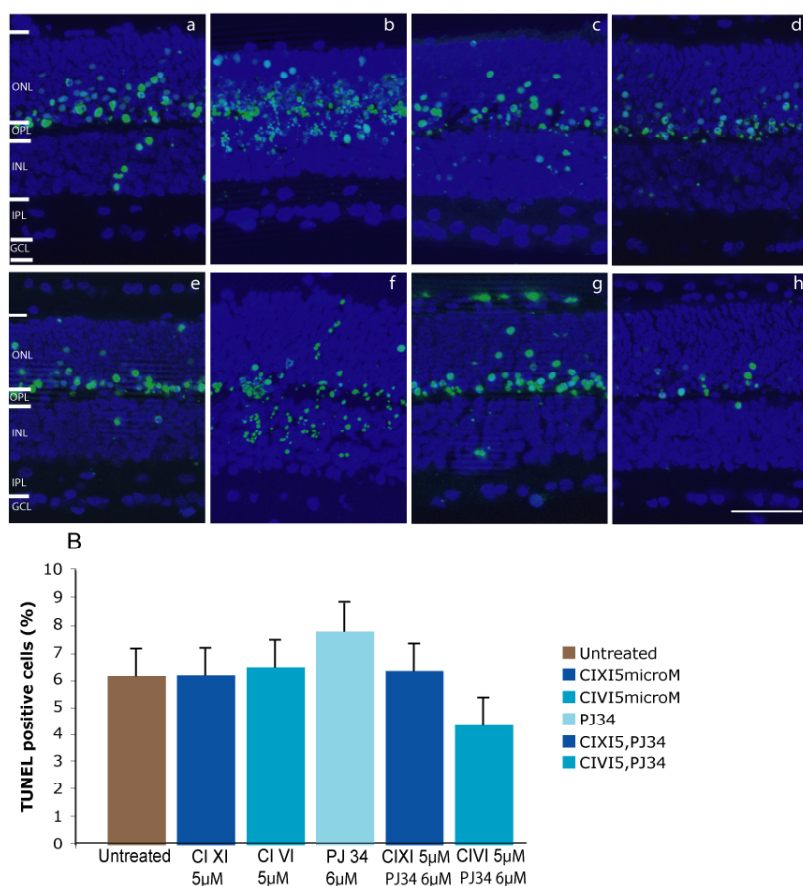 a b c d
ONL
OPL
INL
IPL
GCL
e f g h
ONL
OPL
INL
IPL
GCL
B
TUNEL positive cells (%)
10
9
8
7
6
5
4
3
2
1
0
Untreated CI XI CI VI PJ 34 CIXI 5µM CIVI 5µM
5µM 5µM 6µM PJ34 6µM PJ34 6µM
Untreated
CIXI5microM
CIVI5microM
PJ34
CIXI5,PJ34
CIVI5,PJ34